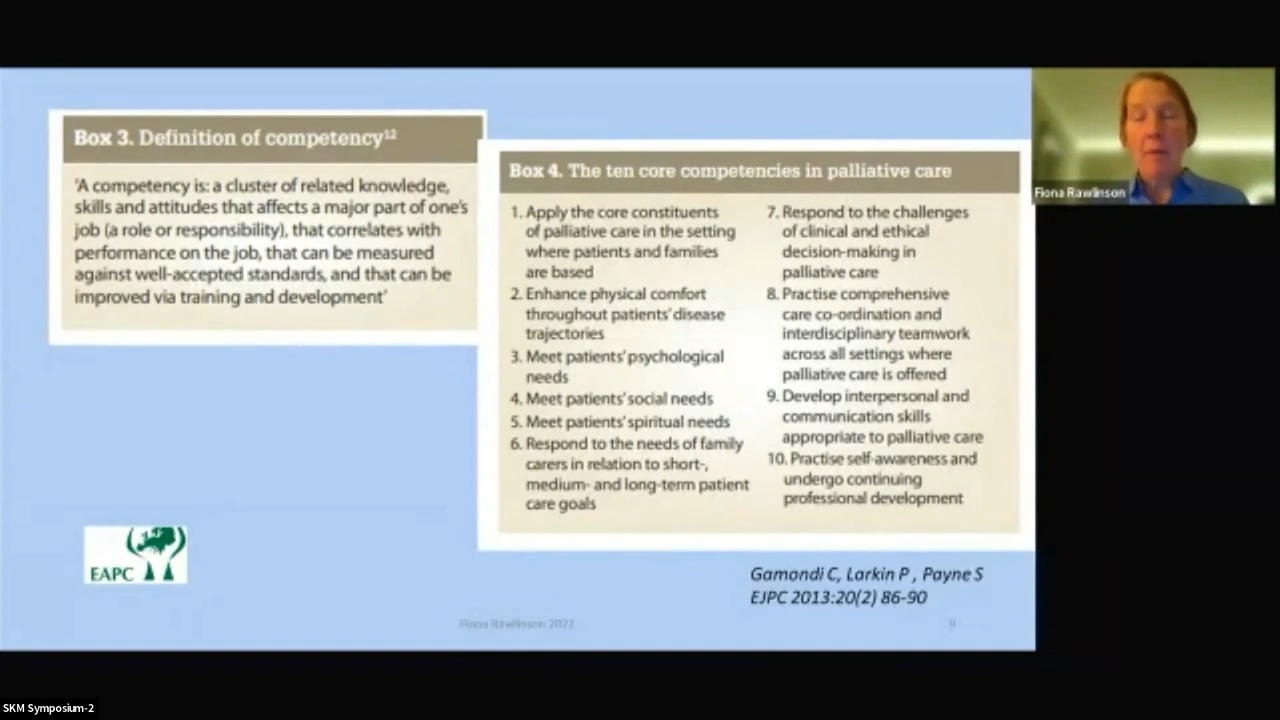 Box 3. Definition of competency¹²
'A competency is: a cluster of related knowledge,
skills and attitudes that affects a major part of one's
job (a role or responsibility), that correlates with
performance on the job, that can be measured
against well-accepted standards, and that can be
improved via training and development'
Box 4. The ten core competencies in palliative care
1. Apply the core constituents
of palliative care in the setting
where patients and families
are based
2. Enhance physical comfort
throughout patients' disease
trajectories
3. Meet patients' psychological
needs
4. Meet patients' social needs
5. Meet patients' spiritual needs
6. Respond to the needs of family
carers in relation to short-,
medium- and long-term patient
care goals
7. Respond to the challenges
of clinical and ethical
decision-making in
palliative care
8. Practise comprehensive
care co-ordination and
interdisciplinary teamwork
across all settings where
palliative care is offered
9. Develop interpersonal and
communication skills
appropriate to palliative care
10. Practise self-awareness and
undergo continuing
professional development
EAPC
Gamondi C, Larkin P , Payne S
EJPC 2013:20(2) 86-90
Fiona Rawlinson 2022
9
Fiona Rawlinson
SKM Symposium-2